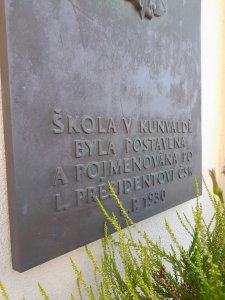 ŠKOLA V KUNVALDĚ
BYLA POSTAVENA
A POJMENOVÁNA PO
I. PRESIDENTOVI ČSR
L. P. 1930